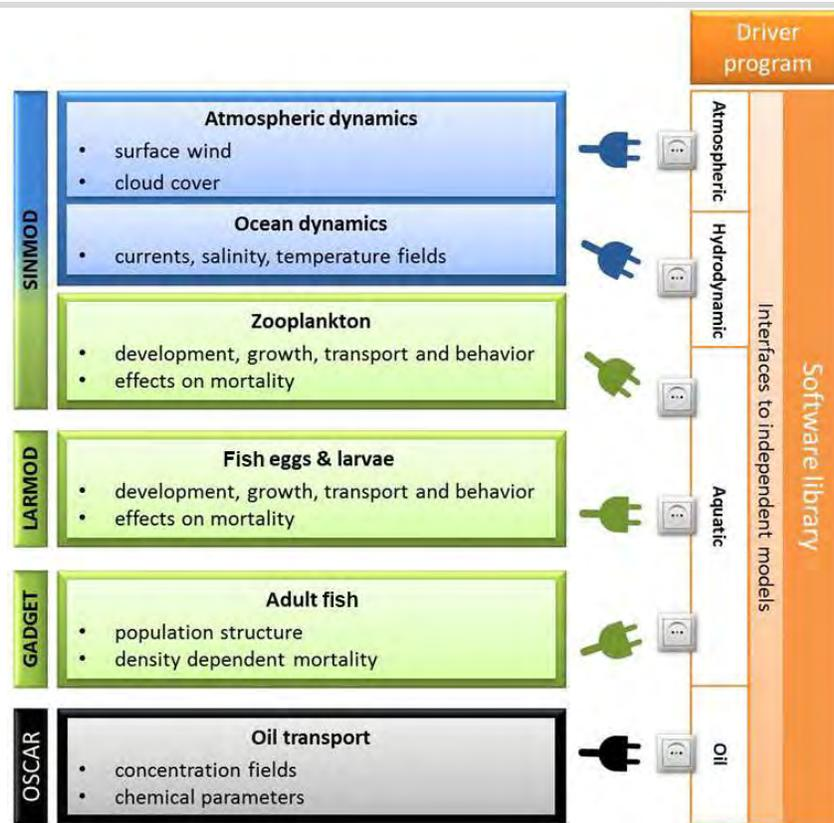 Driver
program
SINMOD
Atmospheric dynamics
• surface wind
• cloud cover
Ocean dynamics
• currents, salinity, temperature fields
Zooplankton
• development, growth, transport and behavior
• effects on mortality
LARMOD
Fish eggs & larvae
• development, growth, transport and behavior
• effects on mortality
GADGET
Adult fish
• population structure
• density dependent mortality
OSCAR
Oil transport
• concentration fields
• chemical parameters
Atmospheric
Hydrodynamic
Aquatic
Oil
Interfaces to independent models
Software library